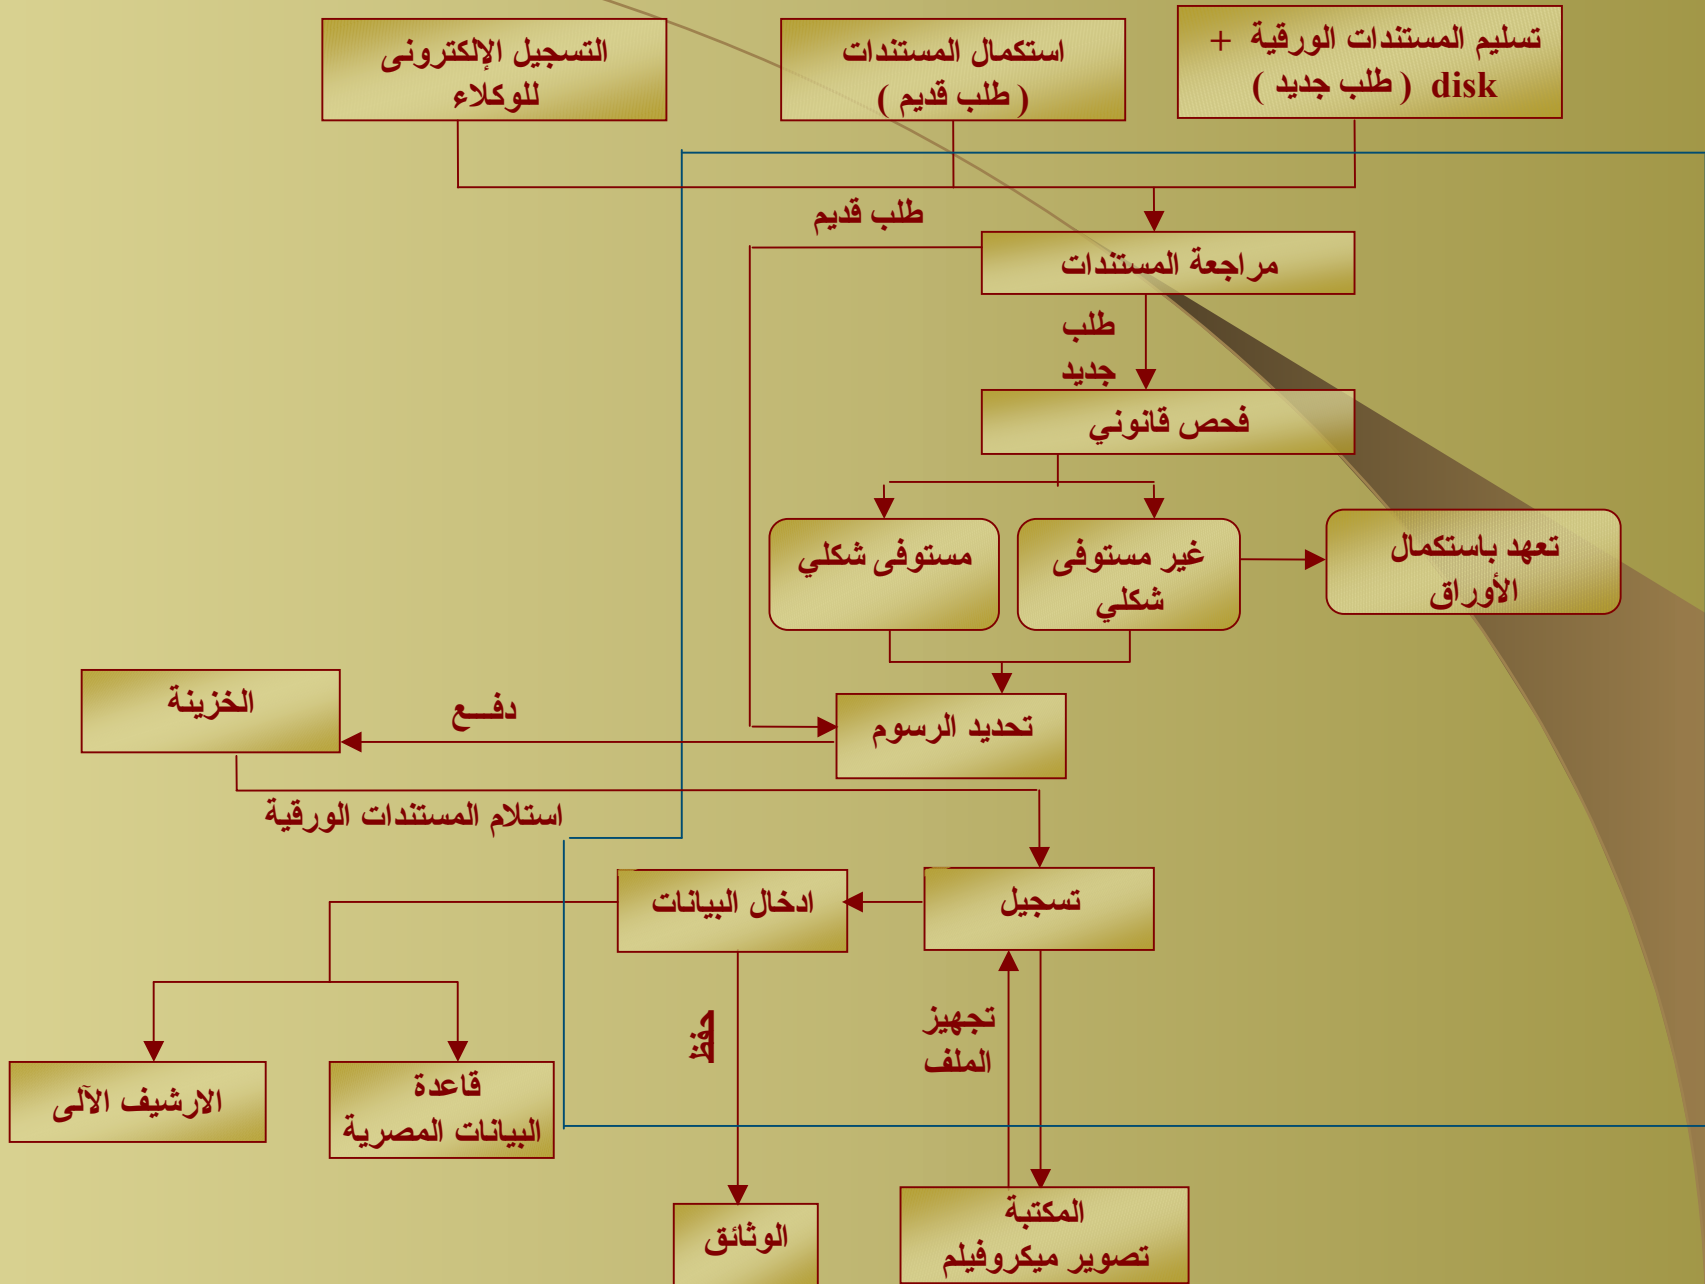 تسليم المستندات الورقية +
disk ( طلب جديد )
استكمال المستندات
( طلب قديم )
التسجيل الإلكترونى
للوكلاء
طلب قديم
مراجعة المستندات
طلب
جديد
فحص قانوني
تعهد باستكمال
الأوراق
غير مستوفى
شكلي
مستوفى شكلي
تحديد الرسوم
دفـــع
الخزينة
استلام المستندات الورقية
تسجيل
ادخال البيانات
تجهيز
الملف
حفظ
قاعدة
البيانات المصرية
الارشيف الآلى
المكتبة
تصوير ميكروفيلم
الوثائق